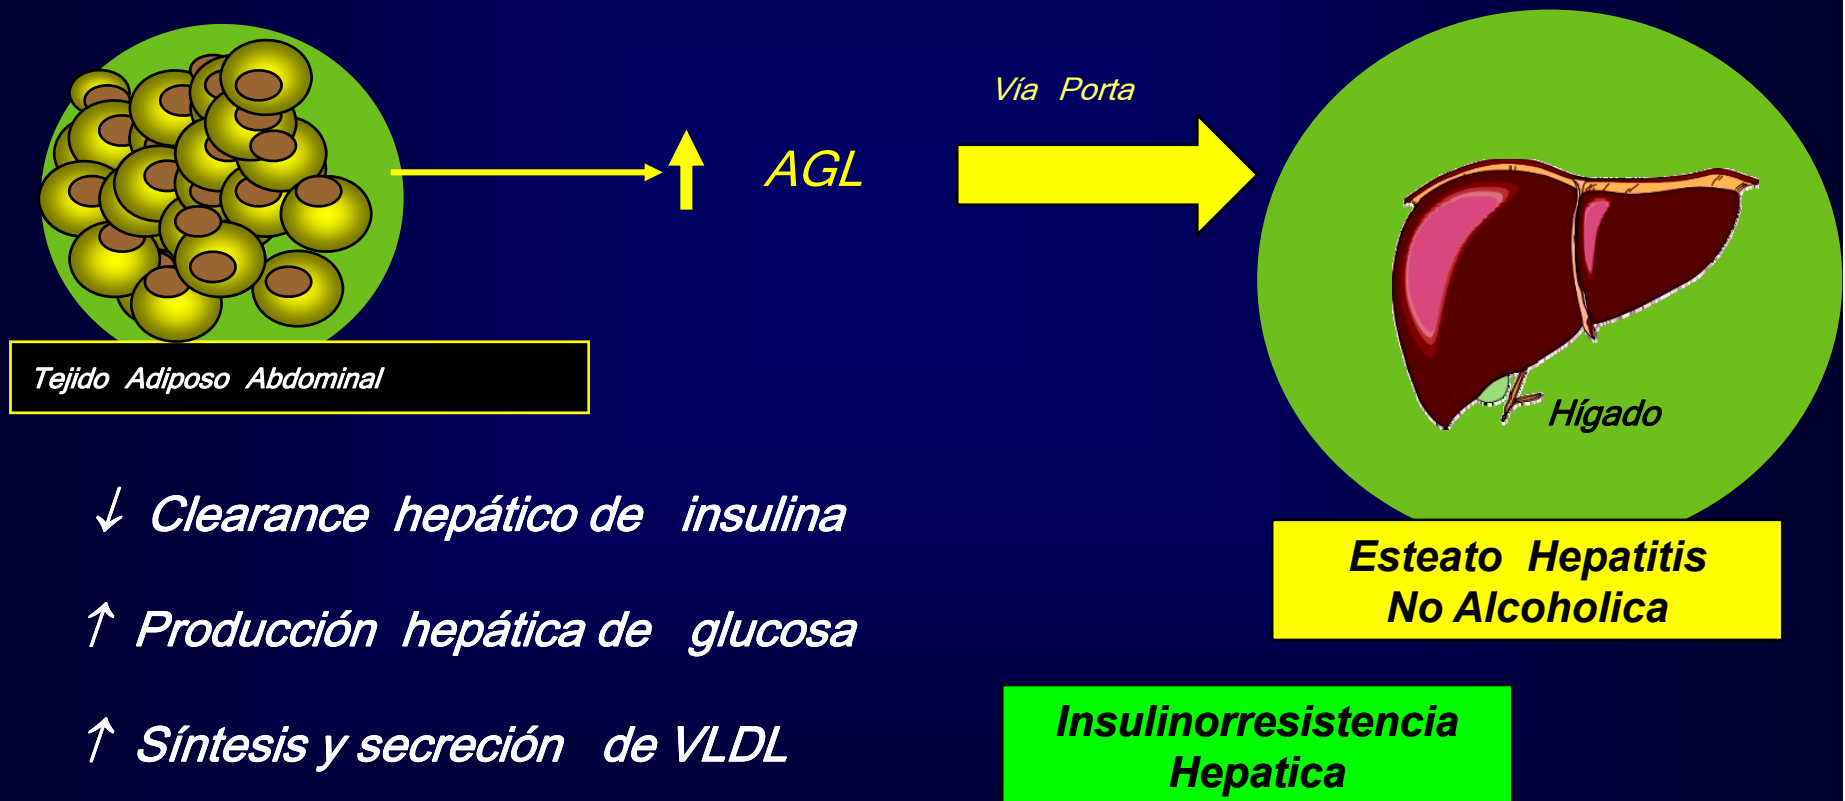 Vía Porta
AGL
Tejido Adiposo Abdominal
Hígado
↓ Clearance hepático de insulina
↑ Producción hepática de glucosa
↑ Síntesis y secreción de VLDL
Esteato Hepatitis
No Alcoholica
Insulinorresistencia
Hepatica